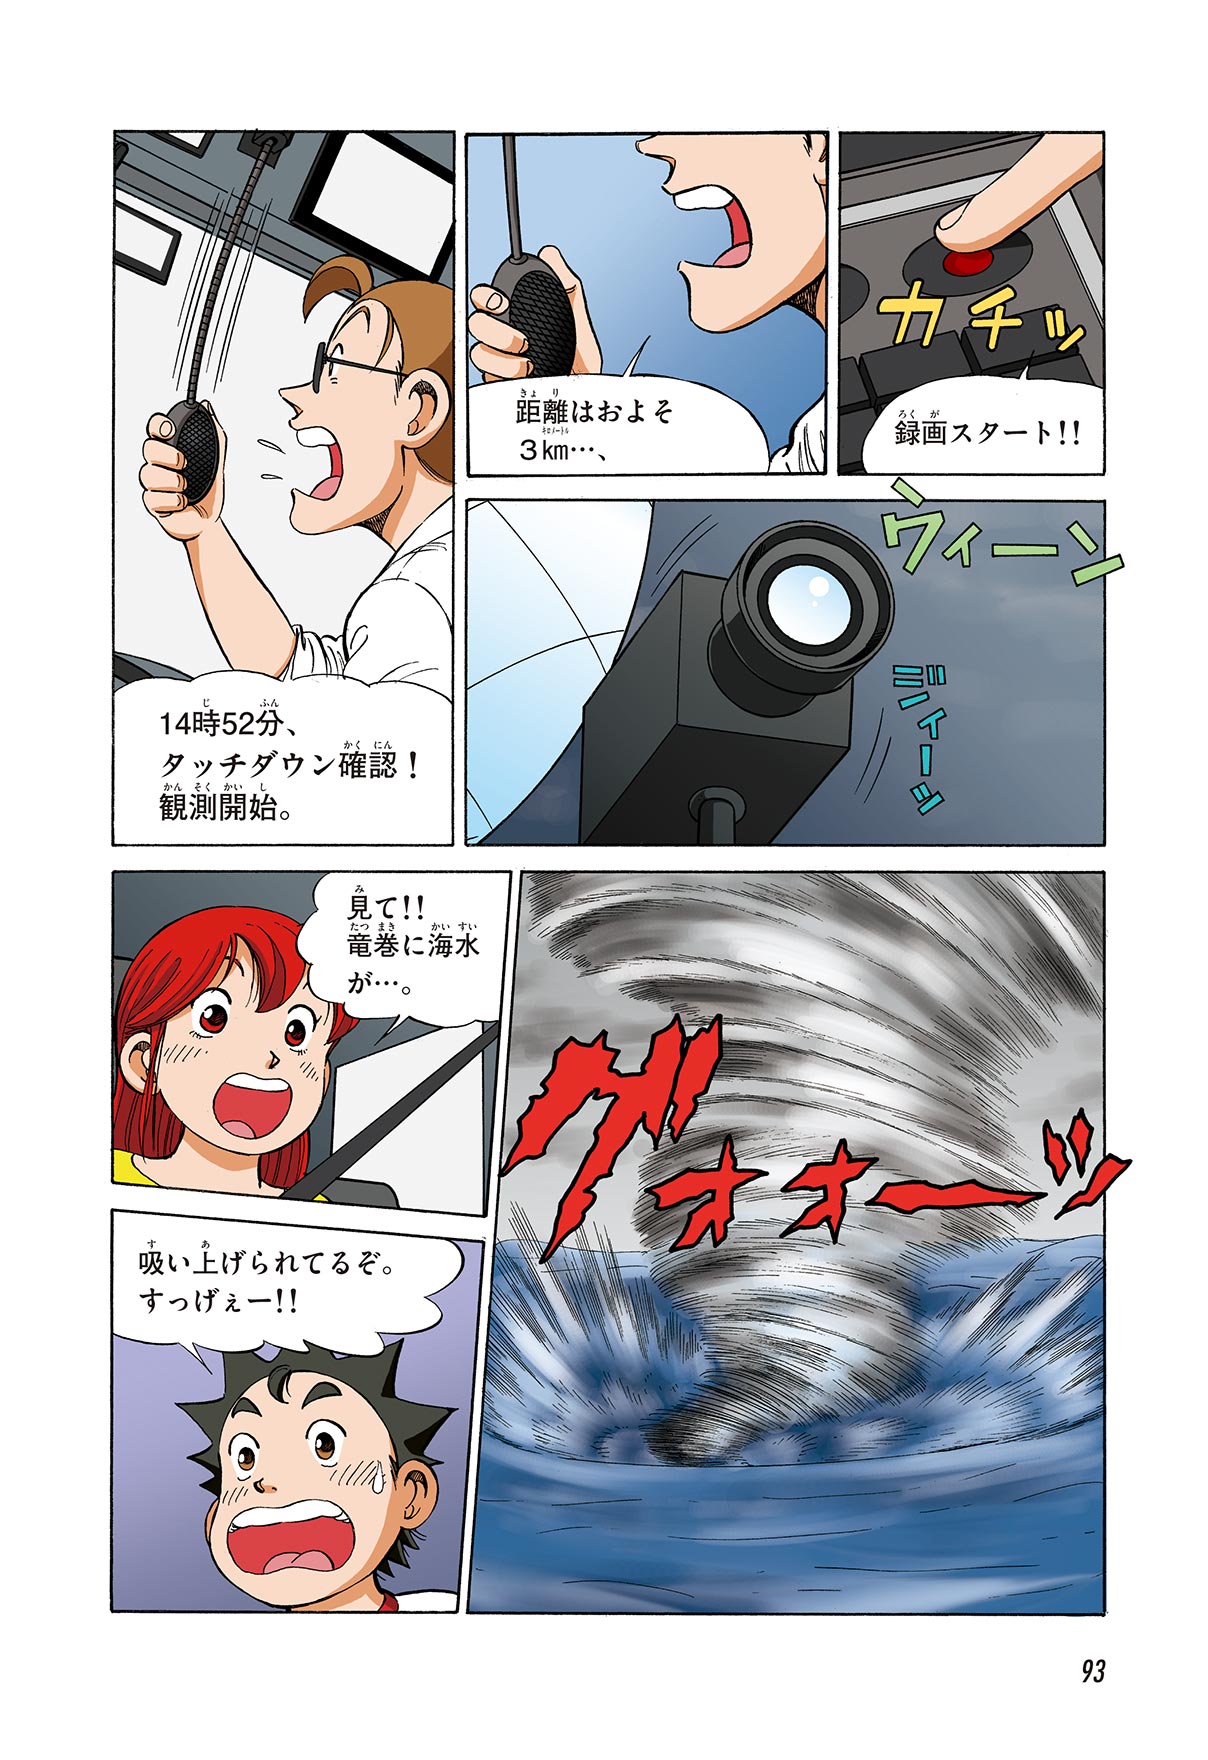 14時52分、
タッチダウン確認！
観測開始。
距離はおよそ
3km…、
カチッ
録画スタート!!
ウィーン
ジィーッ
見て!!
竜巻に海水
が…。
吸い上げられてるぞ。
すっげぇー!!
グォォーッ
93